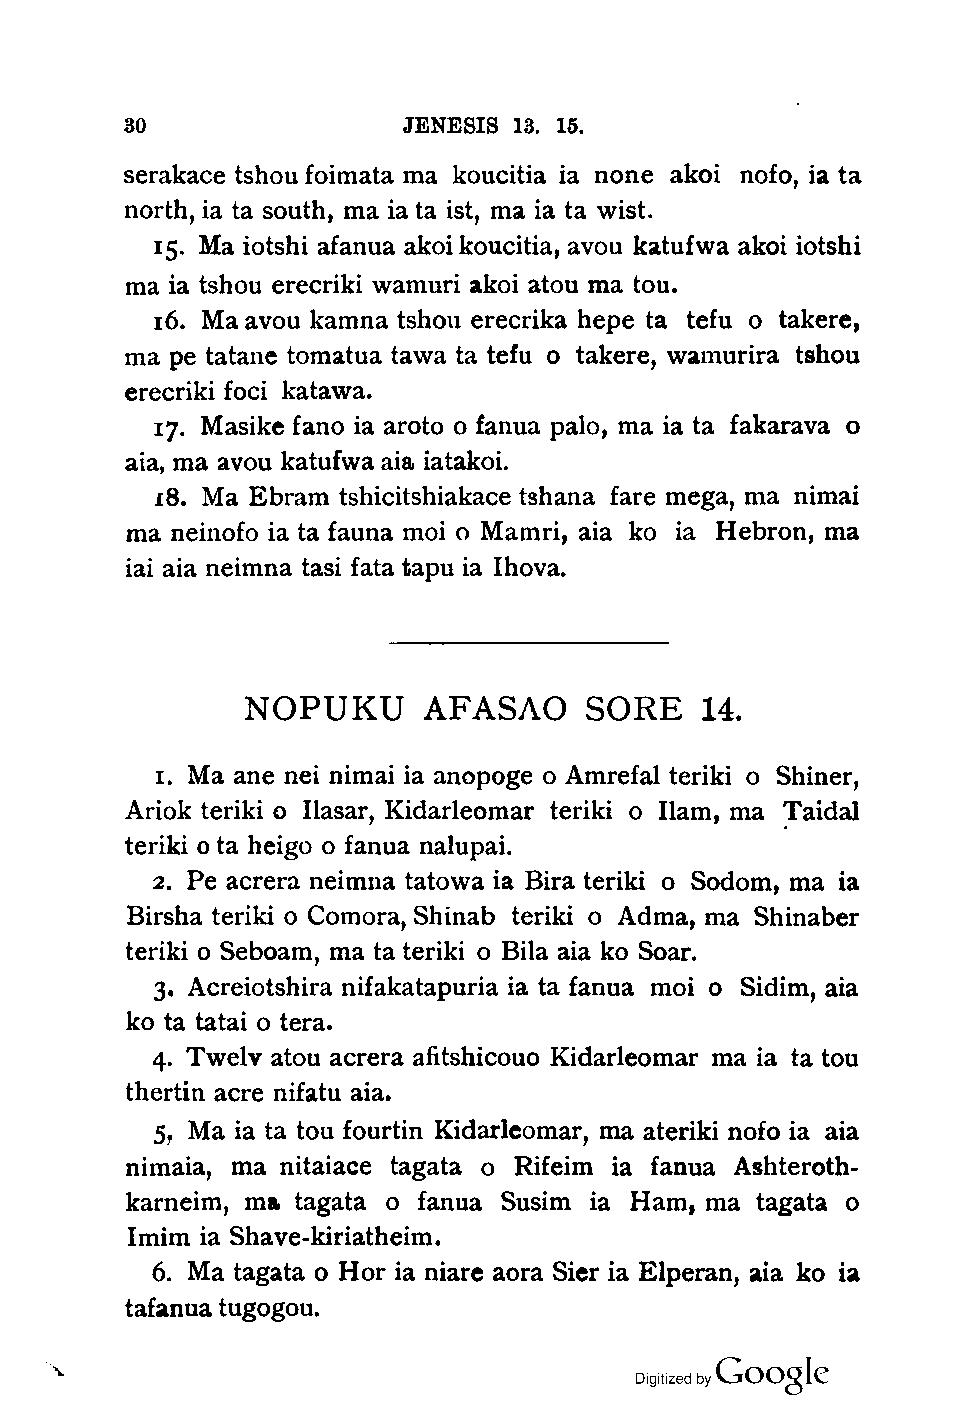 30 JENESIS 13. 15.
serakace tshou foimata ma koucitia ia none akoi nofo, ia ta
north, ia ta south, ma ia ta ist, ma ia ta wist.
15. Ma iotshi afanua akoi koucitia, avou katufwa akoi iotshi
ma ia tshou erecriki wamuri akoi atou ma tou.
16. Ma avou kamna tshou erecrika hepe ta tefu o takere,
ma pe tatane tomatua tawa ta tefu o takere, wamurira tshou
erecriki foci katawa.
17. Masike fano ia aroto o fanua palo, ma ia ta fakarava o
aia, ma avou katufwa aia iatakoi.
18. Ma Ebram tshicitshiakace tshana fare mega, ma nimai
ma neinofo ia ta fauna moi o Mamri, aia ko ia Hebron, ma
iai aia neimna tasi fata tapu ia Ihova.
NOPUKU AFASAO SORE 14.
1. Ma ane nei nimai ia anopoge o Amrefal teriki o Shiner,
Ariok teriki o Ilasar, Kidarleomar teriki o Ilam, ma Taidal
teriki o ta heigo o fanua nalupai.
2. Pe acrera neimna tatowa ia Bira teriki o Sodom, ma ia
Birsha teriki o Comora, Shinab teriki o Adma, ma Shinaber
teriki o Seboam, ma ta teriki o Bila aia ko Soar.
3. Acreiotshira nifakatapuria ia ta fanua moi o Sidim, aia
ko ta tatai o tera.
4. Twelv atou acrera afitshicouo Kidarleomar ma ia ta tou
thertin acre nifatu aia.
5, Ma ia ta tou fourtin Kidarleomar, ma ateriki nofo ia aia
nimaia, ma nitaiace tagata o Rifeim ia fanua Ashteroth-
karneim, ma tagata o fanua Susim ia Ham, ma tagata o
Imim ia Shave-kiriatheim.
6. Ma tagata o Hor ia niare aora Sier ia Elperan, aia ko ia
tafanua tugogou.
Digitized by Google